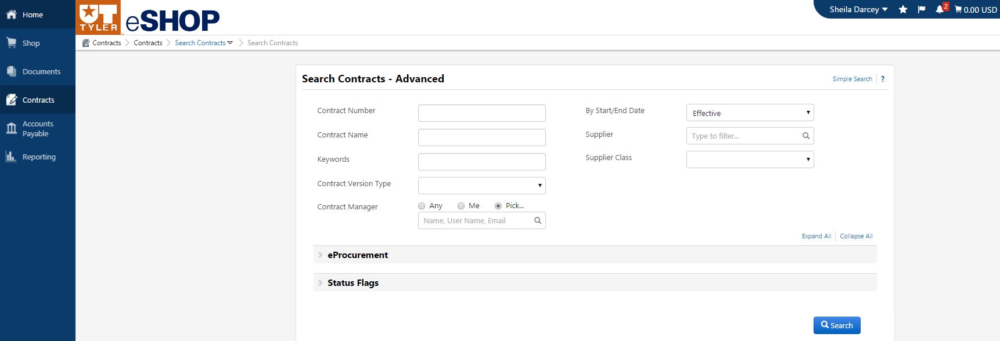 Home
Shop
Documents
Contracts
Accounts
Payable
Reporting
UT
TYLER
eSHOP
Sheila Darcey
2
0.00 USD
Contracts
Contracts
Search Contracts
Search Contracts
Search Contracts - Advanced
Simple Search
?
Contract Number
Contract Name
Keywords
Contract Version Type
Contract Manager
Any
Me
Pick...
Name, User Name, Email
By Start/End Date
Effective
Supplier
Type to filter...
Supplier Class
Expand All
Collapse All
eProcurement
Status Flags
Search